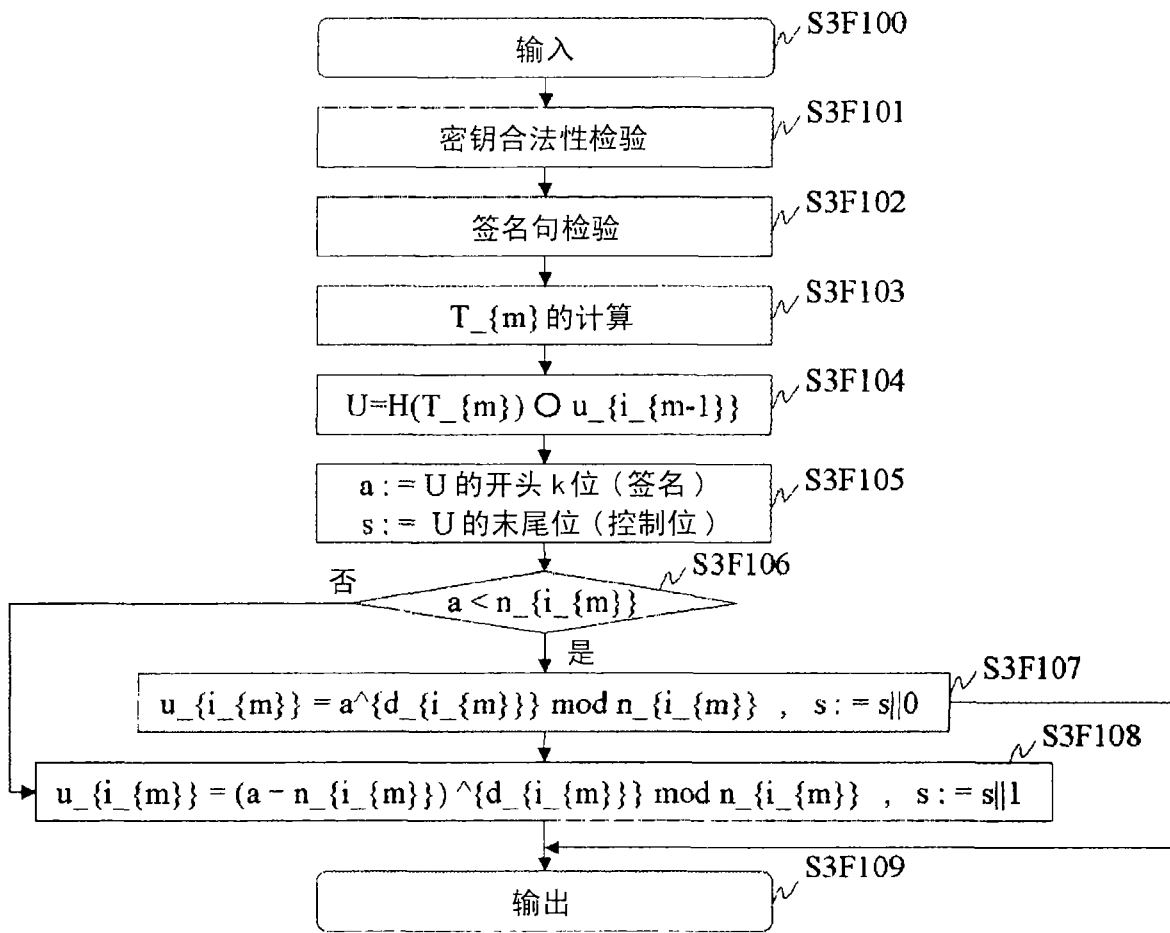 S3F100
输入
S3F101
密钥合法性检验
S3F102
签名句检验
S3F103
T_{m}的计算
S3F104
U=H(T_{m}) O u_{i_{m-1}}
S3F105
a := U的开头k位（签名）
s := U的末尾位（控制位）
S3F106
否
a < n_{i_{m}}
是
S3F107
u_{i_{m}} = a^{d_{i_{m}}} mod n_{i_{m}} , s := s||0
S3F108
u_{i_{m}} = (a - n_{i_{m}})^{d_{i_{m}}} mod n_{i_{m}} , s := s||1
S3F109
输出